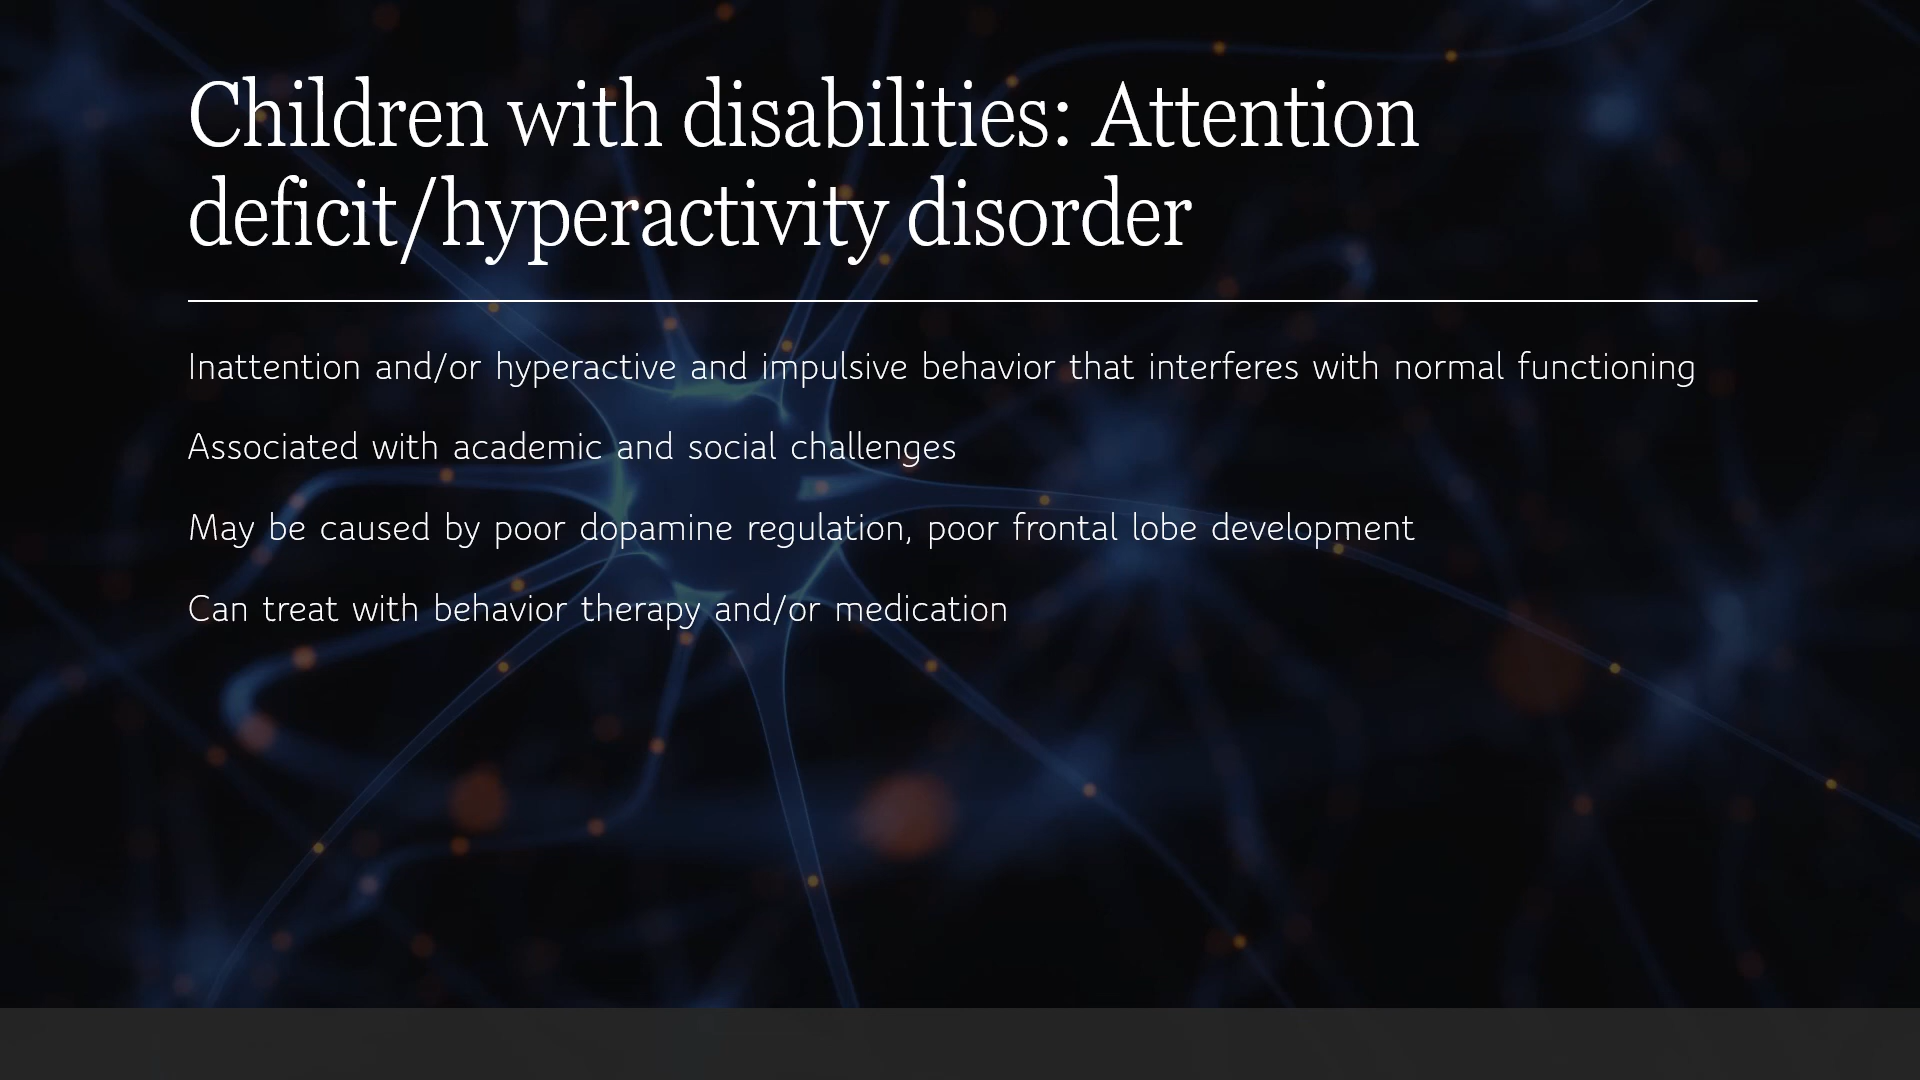 Children with disabilities: Attention
deficit/hyperactivity disorder
Inattention and/or hyperactive and impulsive behavior that interferes with normal functioning
Associated with academic and social challenges
May be caused by poor dopamine regulation, poor frontal lobe development
Can treat with behavior therapy and/or medication